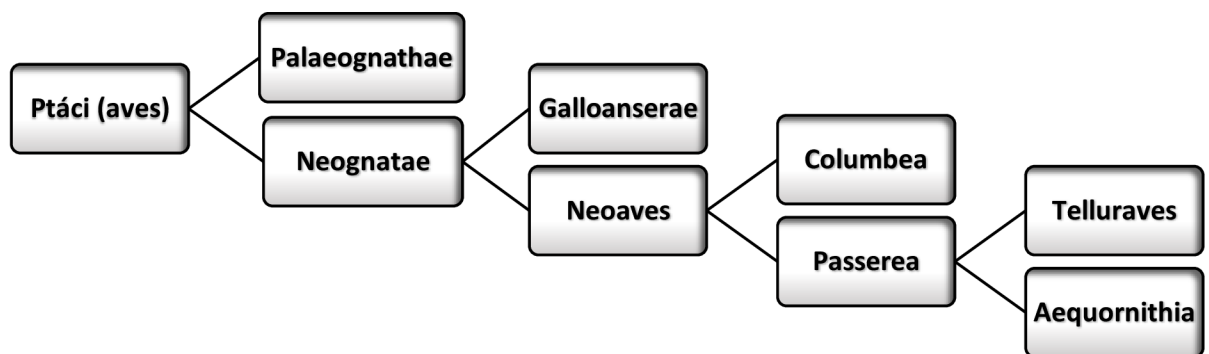 Ptáci (aves)
Palaeognathae
Neognatae
Galloanserae
Neoaves
Columbea
Passerea
Telluraves
Aequornithia